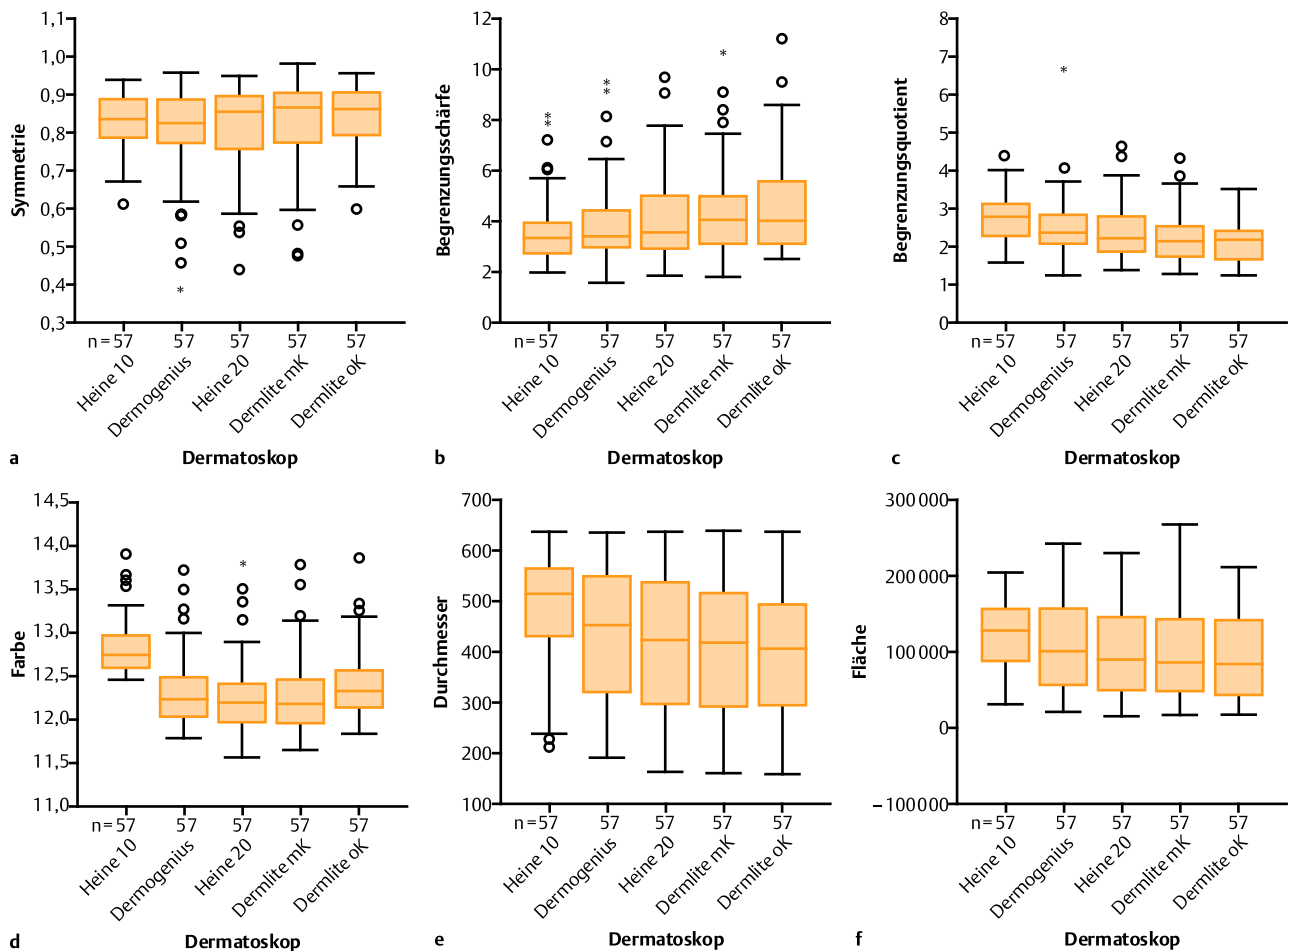 Symmetrie
1,1
1,0
0,9
0,8
0,7
0,6
0,5
0,4
0.3
*
n=57 57 57 57 57
Heine 10 Dermogenius Heine 20 Dermlite mK Dermlite oK
a Dermatoskop
Begrenzungsschärfe
12
10
8
6
4
2
0
** ** *
n=57 57 57 57 57
Heine 10 Dermogenius Heine 20 Dermlite mK Dermlite oK
b Dermatoskop
Begrenzungsquotient
8
7
6
5
4
3
2
1
0
*
n=57 57 57 57 57
Heine 10 Dermogenius Heine 20 Dermlite mK Dermlite oK
c Dermatoskop
Farbe
14,5
14,0
13,5
13,0
12,5
12,0
11,5
11,0
*
n=57 57 57 57 57
Heine 10 Dermogenius Heine 20 Dermlite mK Dermlite oK
d Dermatoskop
Durchmesser
700
600
500
400
300
200
100
n=57 57 57 57 57
Heine 10 Dermogenius Heine 20 Dermlite mK Dermlite oK
e Dermatoskop
Fläche
300 000
200 000
100 000
0
–100 000
n=57 57 57 57 57
Heine 10 Dermogenius Heine 20 Dermlite mK Dermlite oK
f Dermatoskop